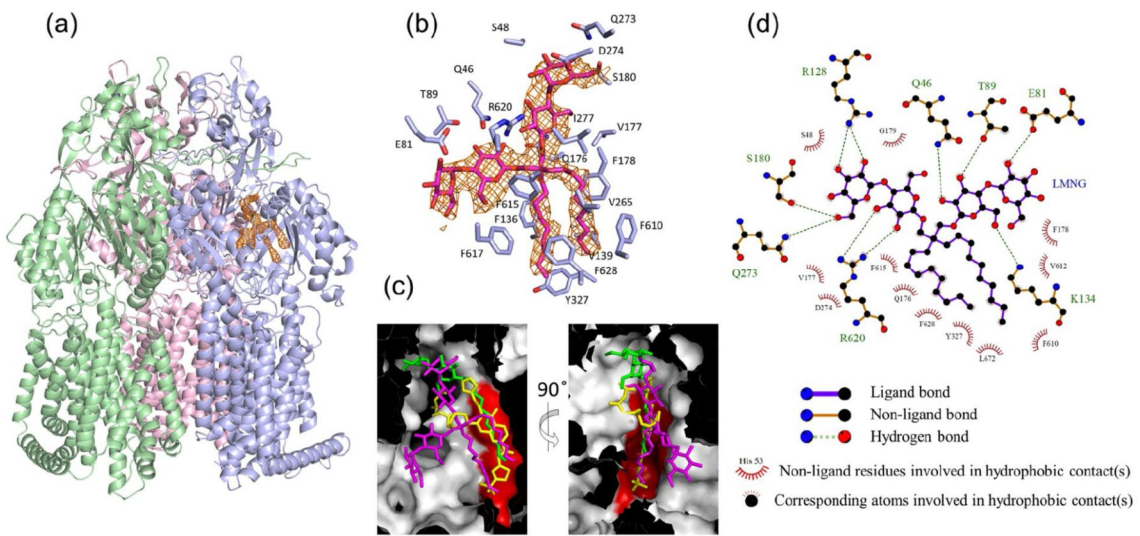 (a)
(b)
Q273
S48
D274
Q46
S180
T89
R620
I277
V177
E81
Q176
F178
F615
V265
F136
F610
F617
V139
F628
Y327
(c)
90°
(d)
R128
Q46
T89
E81
S48
G179
S180
LMNG
F178
Q273
F615
V612
V177
Q176
K134
D274
F628
R620
Y327
F610
L672
Ligand bond
Non-ligand bond
Hydrogen bond
His 53
Non-ligand residues involved in hydrophobic contact(s)
Corresponding atoms involved in hydrophobic contact(s)